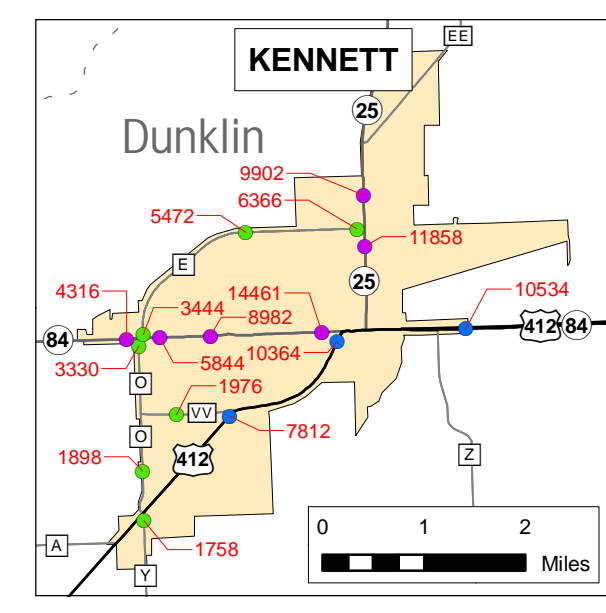 EE
KENNETT
25
Dunklin
9902
6366
5472
11858
E
25
4316
3444
14461
8982
10534
84
412
84
3330
5844
10364
O
1976
VV
7812
O
412
1898
Z
A
1758
Y
0 1 2
Miles